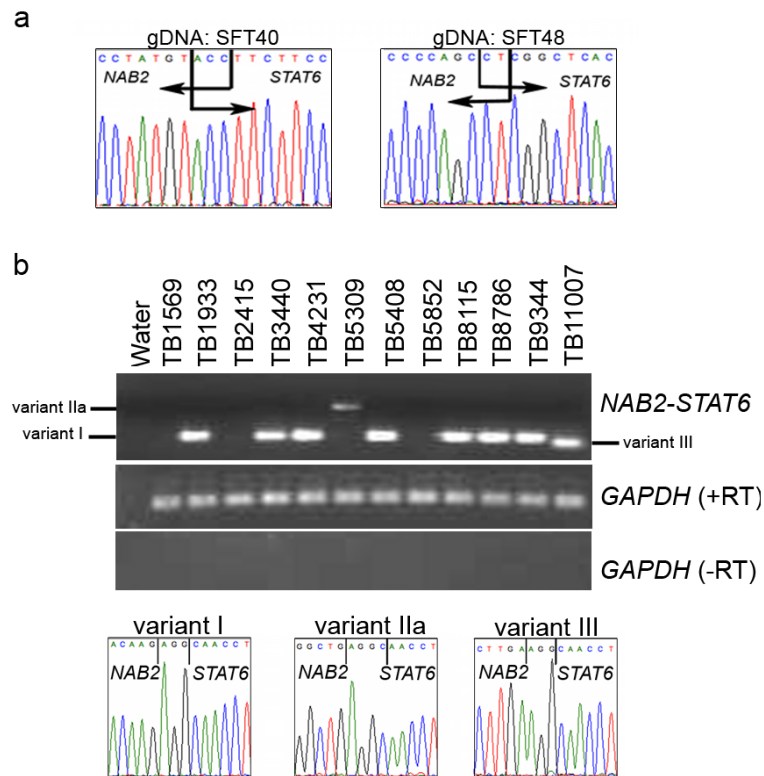 a
gDNA: SFT40
gDNA: SFT48
CCTATGTACCTTCTTCC
CCCCAGCCTCGGCTCAC
NAB2
STAT6
NAB2
STAT6
b
Water
TB1569
TB1933
TB2415
TB3440
TB4231
TB5309
TB5408
TB5852
TB8115
TB8786
TB9344
TB11007
variant IIa
NAB2-STAT6
variant I
variant III
GAPDH (+RT)
GAPDH (-RT)
variant I
variant IIa
variant III
ACAAGAGGCAACCT
GGCTGAGGCAACCT
CTTGAAGGCAACCT
NAB2
STAT6
NAB2
STAT6
NAB2
STAT6